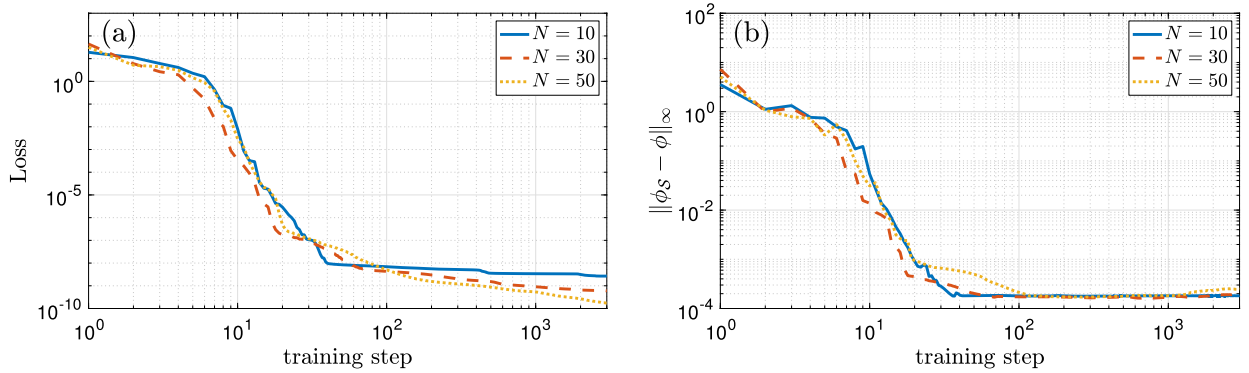 (a)
N = 10
N = 30
N = 50
10^0
10^-5
10^-10
Loss
10^0 10^1 10^2 10^3
training step
(b)
N = 10
N = 30
N = 50
10^2
10^0
10^-2
10^-4
‖ϕ_𝒮 − ϕ‖_∞
10^0 10^1 10^2 10^3
training step